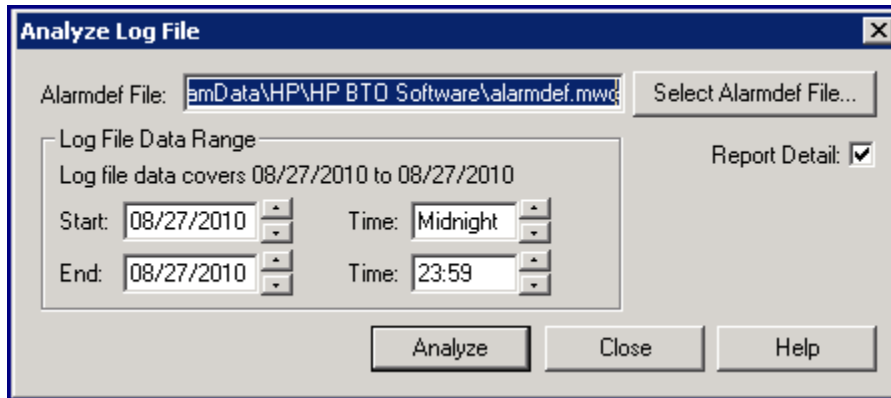 Analyze Log File
Alarmdef File: amData\HP\HP BTO Software\alarmdef.mwc Select Alarmdef File...
Log File Data Range
Report Detail:
Log file data covers 08/27/2010 to 08/27/2010
Start: 08/27/2010 Time: Midnight
End: 08/27/2010 Time: 23:59
Analyze Close Help